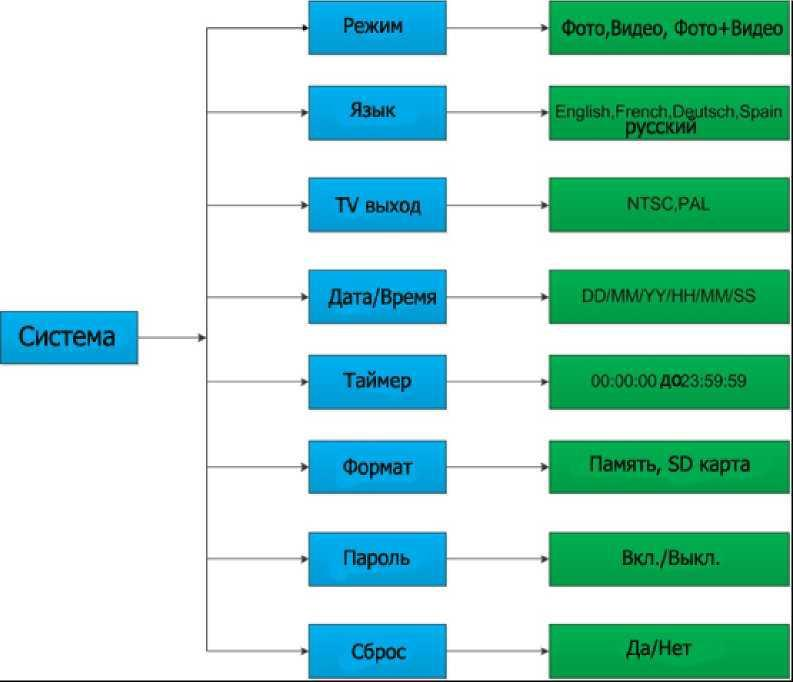 Режим
Фото,Видео, Фото+Видео
Язык
English,French,Deutsch,Spain
русский
TV выход
NTSC,PAL
Дата/Время
DD/MM/YY/HH/MM/SS
Система
Таймер
00:00:00 до23:59:59
Формат
Память, SD карта
Пароль
Вкл./Выкл.
Сброс
Да/Нет